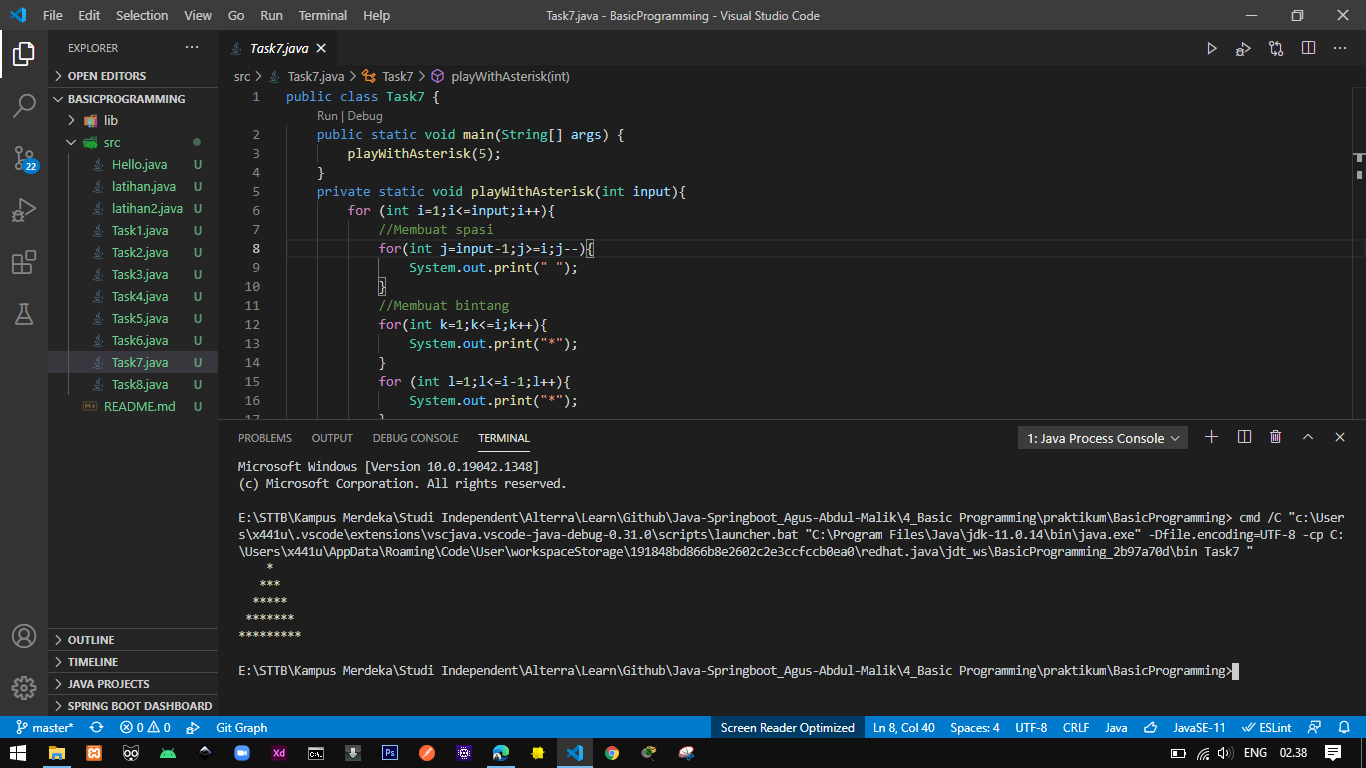 File Edit Selection View Go Run Terminal Help Task7.java - BasicProgramming - Visual Studio Code
EXPLORER ···
OPEN EDITORS
BASICPROGRAMMING
lib
src
Hello.java U
latihan.java U
latihan2.java U
Task1.java U
Task2.java U
Task3.java U
Task4.java U
Task5.java U
Task6.java U
Task7.java U
Task8.java U
README.md U
OUTLINE
TIMELINE
JAVA PROJECTS
SPRING BOOT DASHBOARD
22
Task7.java
src > Task7.java > Task7 > playWithAsterisk(int)
1 public class Task7 {
Run | Debug
2 public static void main(String[] args) {
3 playWithAsterisk(5);
4 }
5 private static void playWithAsterisk(int input){
6 for (int i=1;i<=input;i++){
7 //Membuat spasi
8 for(int j=input-1;j>=i;j--){
9 System.out.print(" ");
10 }
11 //Membuat bintang
12 for(int k=1;k<=i;k++){
13 System.out.print("*");
14 }
15 for (int l=1;l<=i-1;l++){
16 System.out.print("*");
17 }
PROBLEMS OUTPUT DEBUG CONSOLE TERMINAL 1: Java Process Console
Microsoft Windows [Version 10.0.19042.1348]
(c) Microsoft Corporation. All rights reserved.
E:\STTB\Kampus Merdeka\Studi Independent\Alterra\Learn\Github\Java-Springboot_Agus-Abdul-Malik\4_Basic Programming\praktikum\BasicProgramming> cmd /C "c:\User
s\x441u\.vscode\extensions\vscjava.vscode-java-debug-0.31.0\scripts\launcher.bat "C:\Program Files\Java\jdk-11.0.14\bin\java.exe" -Dfile.encoding=UTF-8 -cp C:
\Users\x441u\AppData\Roaming\Code\User\workspaceStorage\191848bd866b8e2602c2e3ccfccb0ea0\redhat.java\jdt_ws\BasicProgramming_2b97a70d\bin Task7 "
*
***
*****
*******
*********
E:\STTB\Kampus Merdeka\Studi Independent\Alterra\Learn\Github\Java-Springboot_Agus-Abdul-Malik\4_Basic Programming\praktikum\BasicProgramming>
master* 0 0 Git Graph Screen Reader Optimized Ln 8, Col 40 Spaces: 4 UTF-8 CRLF Java JavaSE-11 ESLint
Xd Ps ENG 02.38